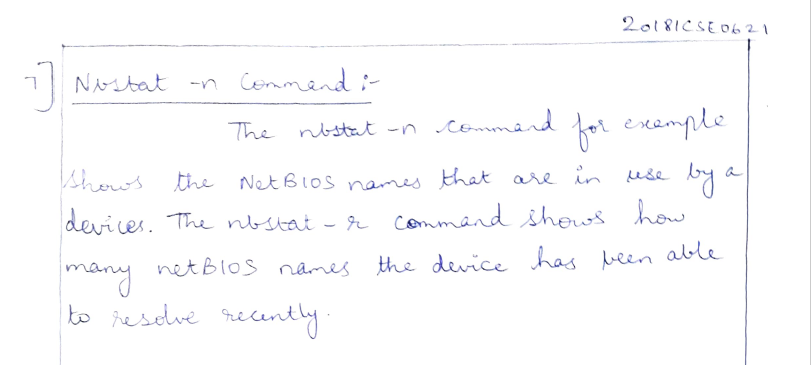 20181CSE0621
7] Nbstat -n Command :-
The nbstat -n command for example
shows the NetBIOS names that are in use by a
devices. The nbstat - r command shows how
many netBIOS names the device has been able
to resolve recently.